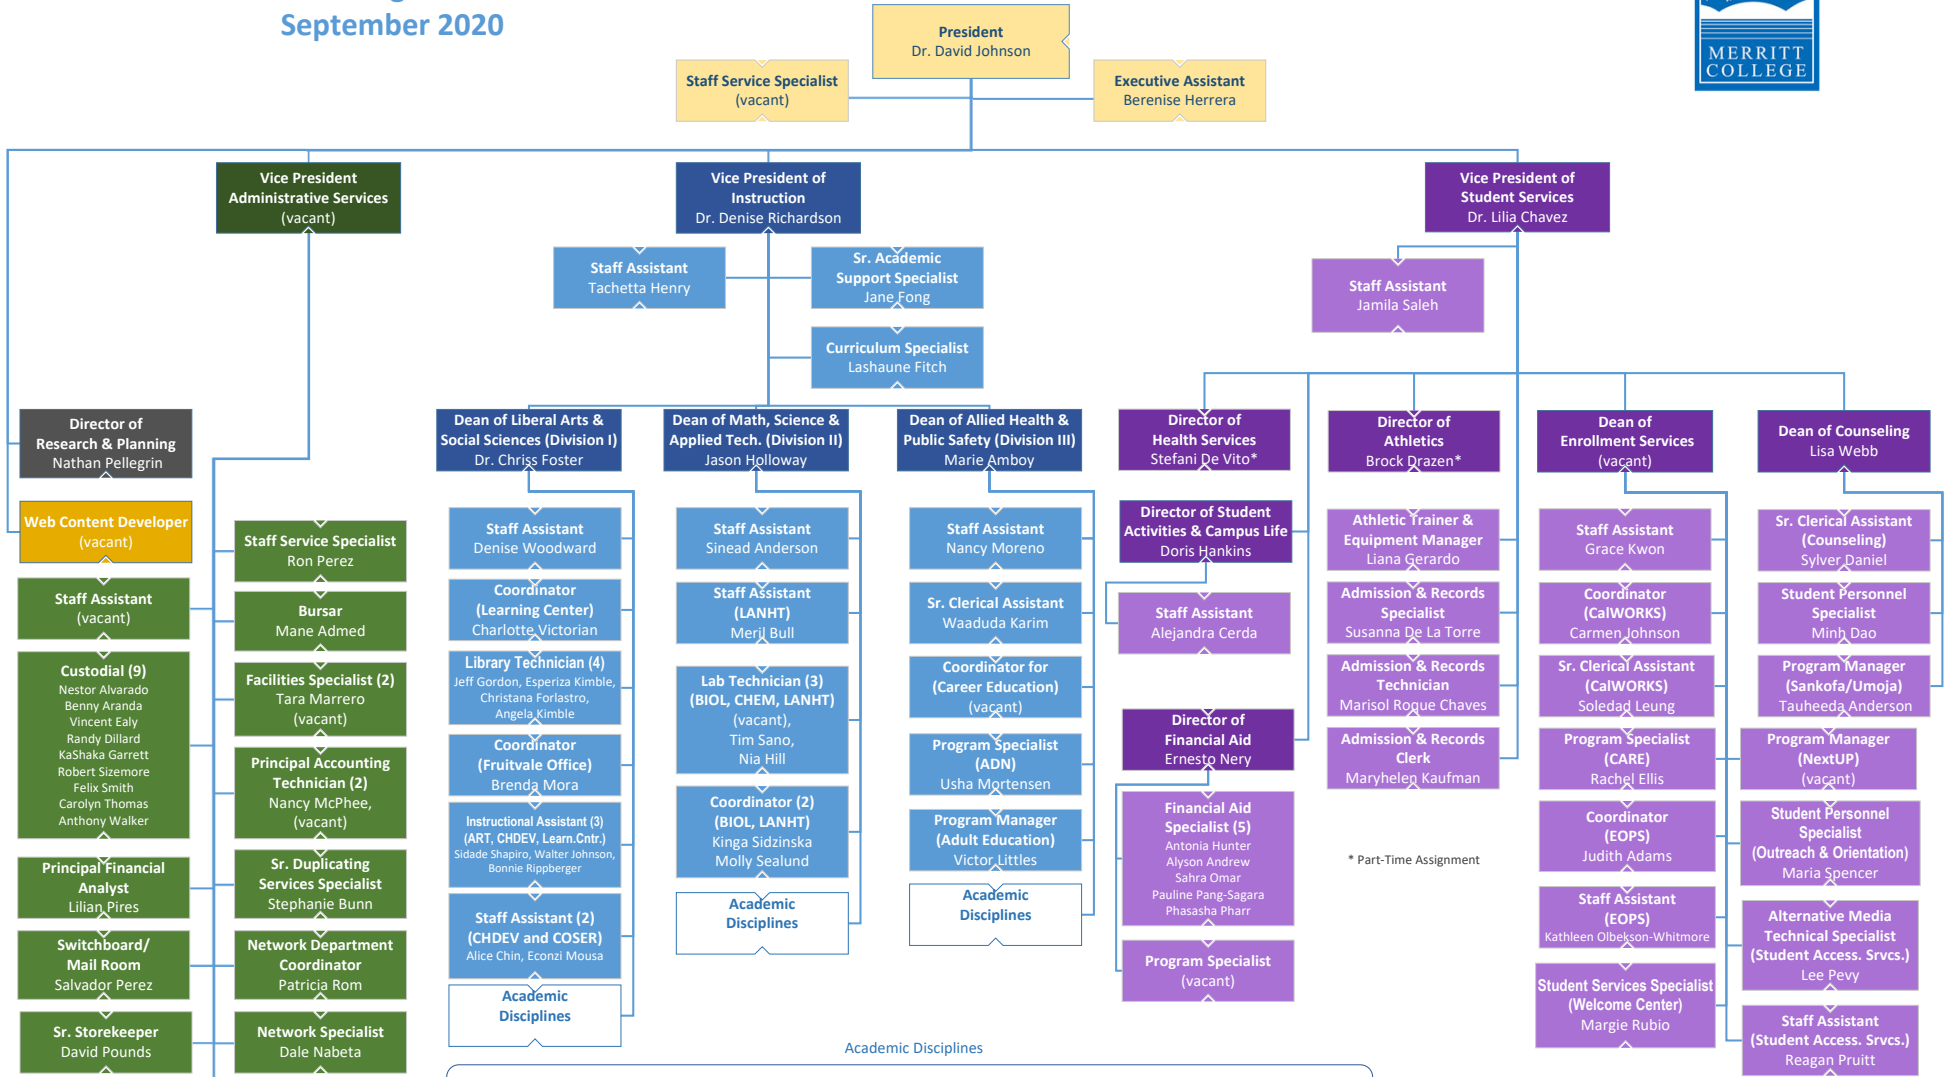 September 2020
MERRITT
COLLEGE
President
Dr. David Johnson
Staff Service Specialist
(vacant)
Executive Assistant
Berenise Herrera
Vice President
Administrative Services
(vacant)
Vice President of
Instruction
Dr. Denise Richardson
Vice President of
Student Services
Dr. Lilia Chavez
Staff Assistant
Tachetta Henry
Sr. Academic
Support Specialist
Jane Fong
Staff Assistant
Jamila Saleh
Curriculum Specialist
Lashaune Fitch
Director of
Research & Planning
Nathan Pellegrin
Web Content Developer
(vacant)
Staff Assistant
(vacant)
Custodial (9)
Nestor Alvarado
Benny Aranda
Vincent Ealy
Randy Dillard
KaShaka Garrett
Robert Sizemore
Felix Smith
Carolyn Thomas
Anthony Walker
Principal Financial
Analyst
Lilian Pires
Switchboard/
Mail Room
Salvador Perez
Sr. Storekeeper
David Pounds
Staff Service Specialist
Ron Perez
Bursar
Mane Admed
Facilities Specialist (2)
Tara Marrero
(vacant)
Principal Accounting
Technician (2)
Nancy McPhee,
(vacant)
Sr. Duplicating
Services Specialist
Stephanie Bunn
Network Department
Coordinator
Patricia Rom
Network Specialist
Dale Nabeta
Dean of Liberal Arts &
Social Sciences (Division I)
Dr. Chriss Foster
Staff Assistant
Denise Woodward
Coordinator
(Learning Center)
Charlotte Victorian
Library Technician (4)
Jeff Gordon, Esperiza Kimble,
Christana Forlastro,
Angela Kimble
Coordinator
(Fruitvale Office)
Brenda Mora
Instructional Assistant (3)
(ART, CHDEV, Learn.Cntr.)
Sidade Shapiro, Walter Johnson,
Bonnie Rippberger
Staff Assistant (2)
(CHDEV and COSER)
Alice Chin, Econzi Mousa
Academic
Disciplines
Dean of Math, Science &
Applied Tech. (Division II)
Jason Holloway
Staff Assistant
Sinead Anderson
Staff Assistant
(LANHT)
Meril Bull
Lab Technician (3)
(BIOL, CHEM, LANHT)
(vacant),
Tim Sano,
Nia Hill
Coordinator (2)
(BIOL, LANHT)
Kinga Sidzinska
Molly Sealund
Academic
Disciplines
Dean of Allied Health &
Public Safety (Division III)
Marie Amboy
Staff Assistant
Nancy Moreno
Sr. Clerical Assistant
Waaduda Karim
Coordinator for
(Career Education)
(vacant)
Program Specialist
(ADN)
Usha Mortensen
Program Manager
(Adult Education)
Victor Littles
Academic
Disciplines
Director of
Health Services
Stefani De Vito*
Director of Student
Activities & Campus Life
Doris Hankins
Staff Assistant
Alejandra Cerda
Director of
Financial Aid
Ernesto Nery
Financial Aid
Specialist (5)
Antonia Hunter
Alyson Andrew
Sahra Omar
Pauline Pang-Sagara
Phasasha Pharr
Program Specialist
(vacant)
Director of
Athletics
Brock Drazen*
Athletic Trainer &
Equipment Manager
Liana Gerardo
Admission & Records
Specialist
Susanna De La Torre
Admission & Records
Technician
Marisol Roque Chaves
Admission & Records
Clerk
Maryhelen Kaufman
* Part-Time Assignment
Dean of
Enrollment Services
(vacant)
Staff Assistant
Grace Kwon
Coordinator
(CalWORKS)
Carmen Johnson
Sr. Clerical Assistant
(CalWORKS)
Soledad Leung
Program Specialist
(CARE)
Rachel Ellis
Coordinator
(EOPS)
Judith Adams
Staff Assistant
(EOPS)
Kathleen Olbekson-Whitmore
Student Services Specialist
(Welcome Center)
Margie Rubio
Dean of Counseling
Lisa Webb
Sr. Clerical Assistant
(Counseling)
Sylver Daniel
Student Personnel
Specialist
Minh Dao
Program Manager
(Sankofa/Umoja)
Tauheeda Anderson
Program Manager
(NextUP)
(vacant)
Student Personnel
Specialist
(Outreach & Orientation)
Maria Spencer
Alternative Media
Technical Specialist
(Student Access. Srvcs.)
Lee Pevy
Staff Assistant
(Student Access. Srvcs.)
Reagan Pruitt
Academic Disciplines